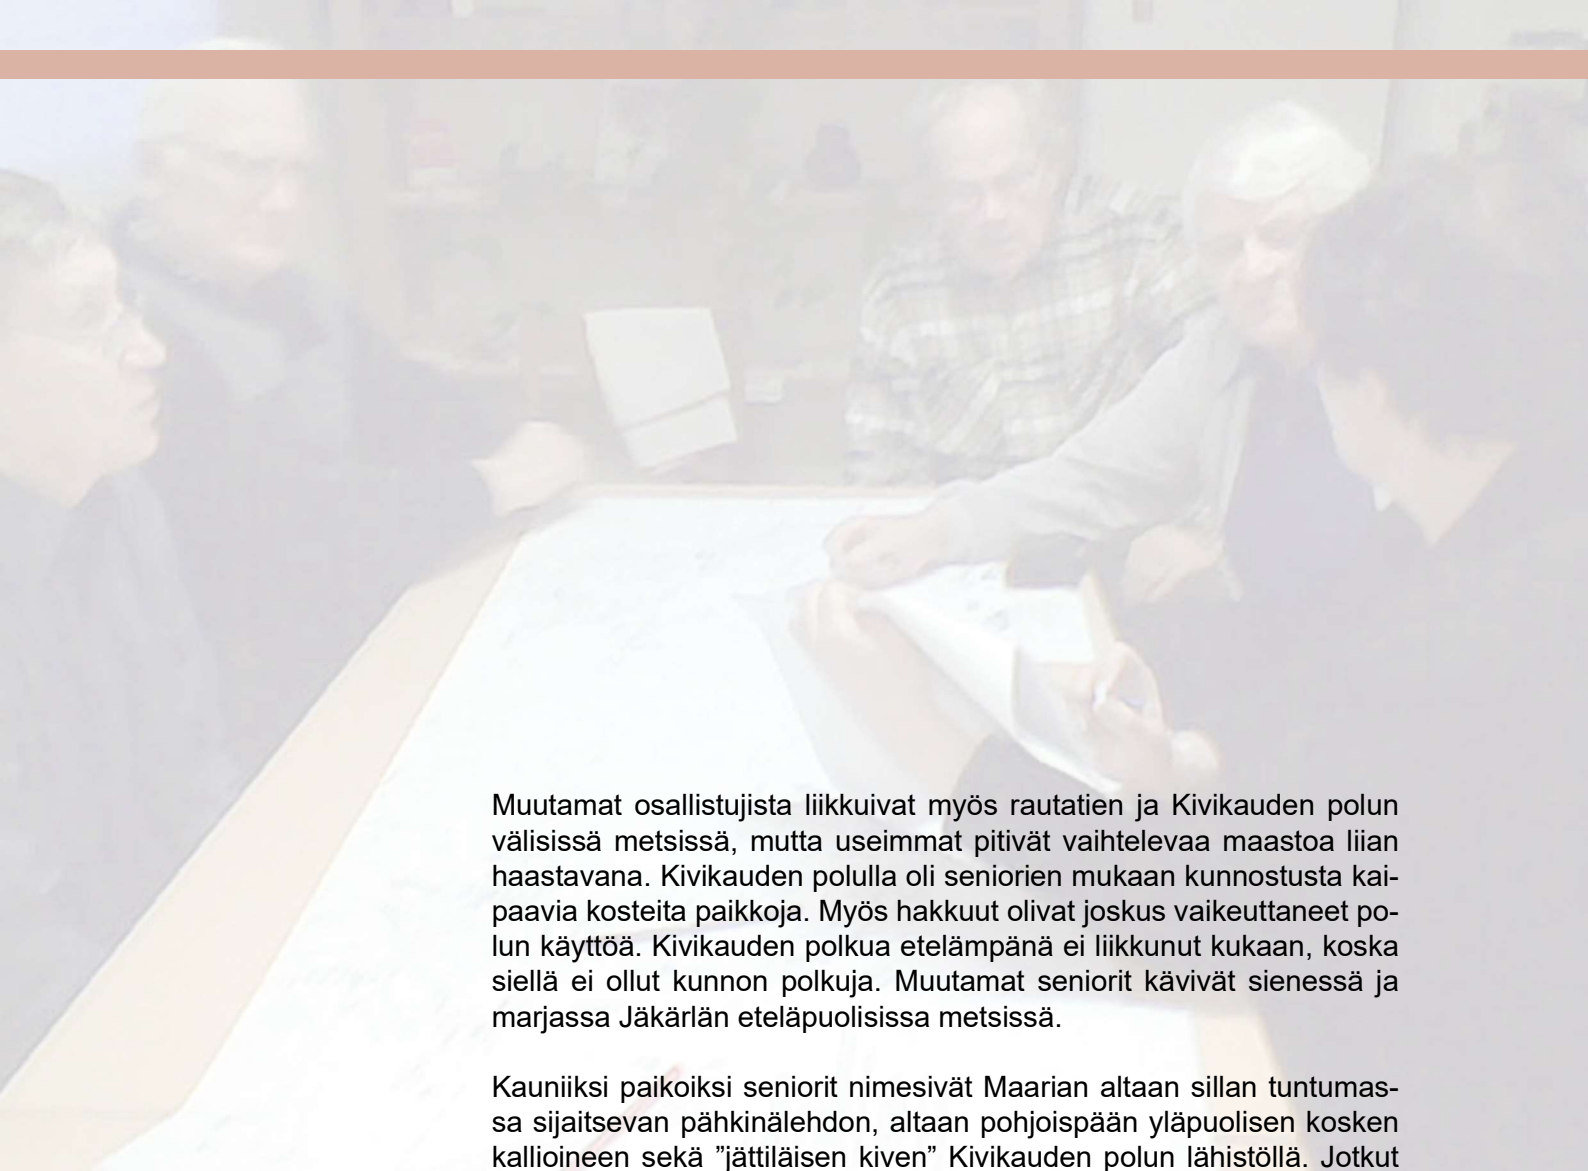 Muutamat osallistujista liikkuivat myös rautatien ja Kivikauden polun
välisissä metsissä, mutta useimmat pitivät vaihtelevaa maastoa liian
haastavana. Kivikauden polulla oli seniorien mukaan kunnostusta kai-
paavia kosteita paikkoja. Myös hakkuut olivat joskus vaikeuttaneet po-
lun käyttöä. Kivikauden polkua etelämpänä ei liikkunut kukaan, koska
siellä ei ollut kunnon polkuja. Muutamat seniorit kävivät sienessä ja
marjassa Jäkärlän eteläpuolisissa metsissä.
Kauniiksi paikoiksi seniorit nimesivät Maarian altaan sillan tuntumas-
sa sijaitsevan pähkinälehdon, altaan pohjoispään yläpuolisen kosken
kallioineen sekä ”jättiläisen kiven” Kivikauden polun lähistöllä. Jotkut